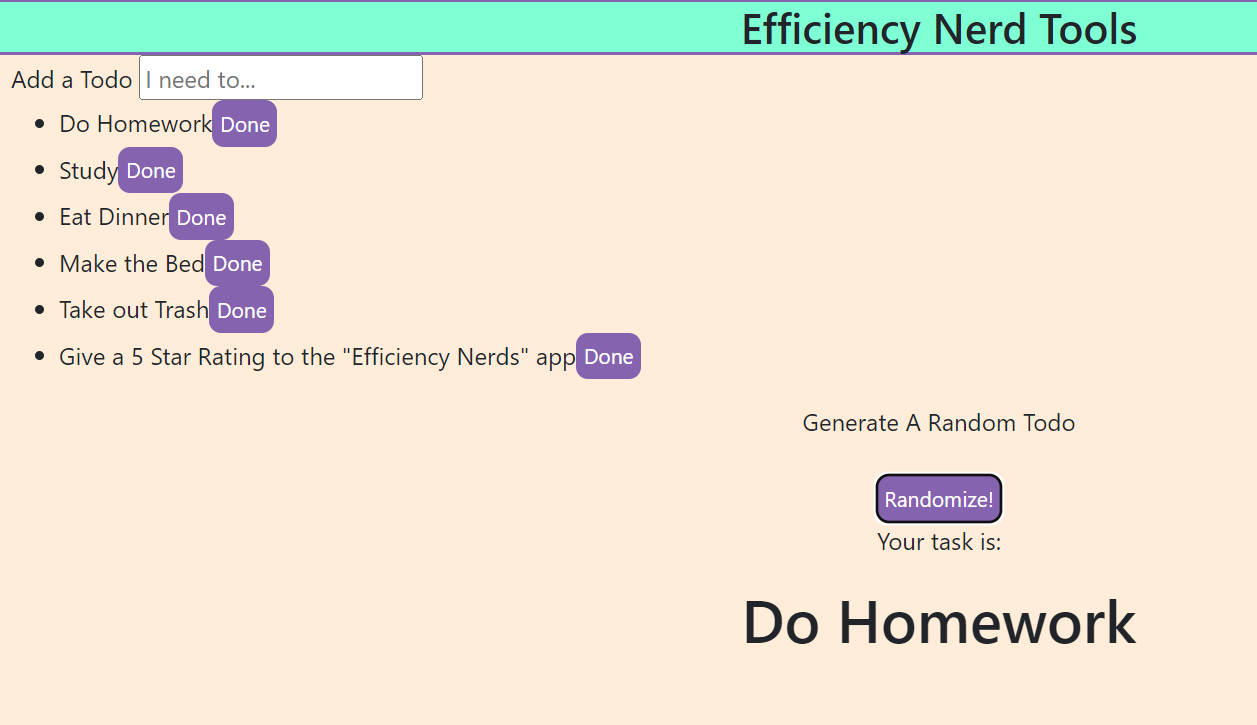 Efficiency Nerd Tools
Add a Todo I need to...
Do Homework Done
Study Done
Eat Dinner Done
Make the Bed Done
Take out Trash Done
Give a 5 Star Rating to the "Efficiency Nerds" app Done
Generate A Random Todo
Randomize!
Your task is:
Do Homework